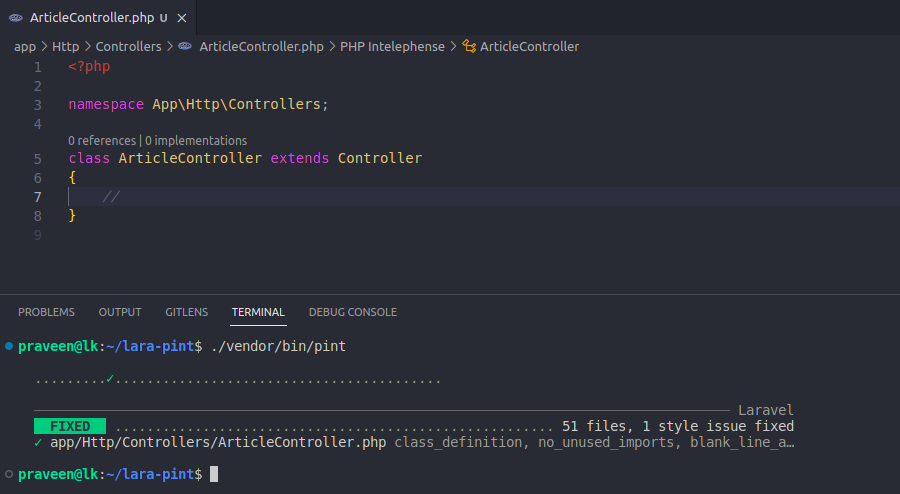 ArticleController.php U ×
app > Http > Controllers > ArticleController.php > PHP Intelephense > ArticleController
1 <?php
2
3 namespace App\Http\Controllers;
4
0 references | 0 implementations
5 class ArticleController extends Controller
6 {
7 //
8 }
9
PROBLEMS OUTPUT GITLENS TERMINAL DEBUG CONSOLE
praveen@lk:~/lara-pint$ ./vendor/bin/pint
.........✓.........................................
Laravel
FIXED ....................................................... 51 files, 1 style issue fixed
✓ app/Http/Controllers/ArticleController.php class_definition, no_unused_imports, blank_line_a…
praveen@lk:~/lara-pint$